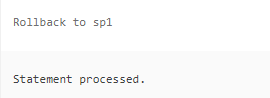 Rollback to sp1
Statement processed.